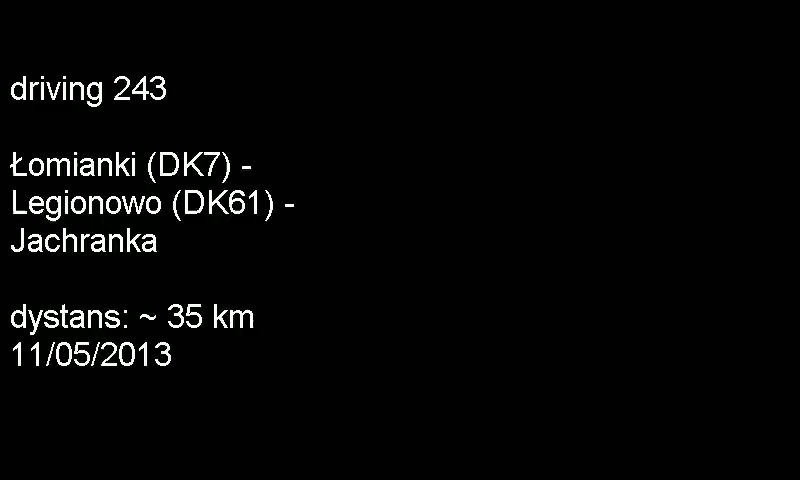 driving 243
Łomianki (DK7) -
Legionowo (DK61) -
Jachranka
dystans: ~ 35 km
11/05/2013